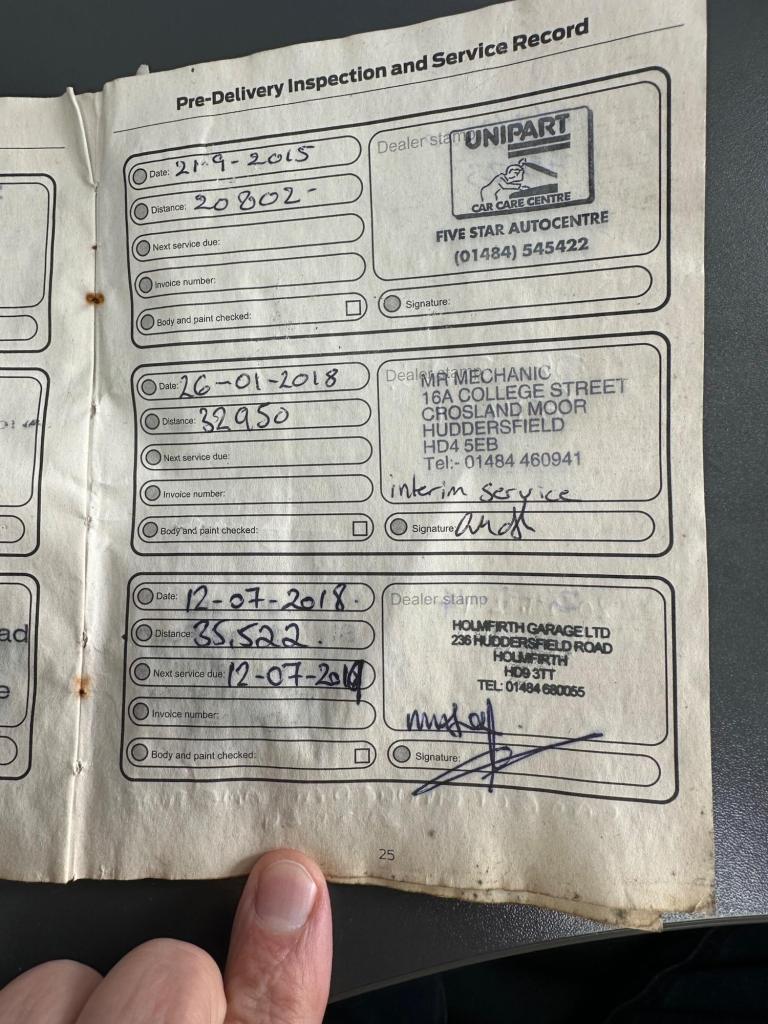 Pre-Delivery Inspection and Service Record
Date: 21-9-2015
Distance: 20802-
Next service due:
Invoice number:
Body and paint checked:
Dealer stamp
UNIPART
CAR CARE CENTRE
FIVE STAR AUTOCENTRE
(01484) 545422
Signature:
Date: 26-01-2018
Distance: 32950
Next service due:
Invoice number:
Body and paint checked:
Dealer stamp
MR MECHANIC
16A COLLEGE STREET
CROSLAND MOOR
HUDDERSFIELD
HD4 5EB
Tel:- 01484 460941
interim service
Signature:
Date: 12-07-2018.
Distance: 35,522.
Next service due: 12-07-2019
Invoice number:
Body and paint checked:
Dealer stamp
HOLMFIRTH GARAGE LTD
236 HUDDERSFIELD ROAD
HOLMFIRTH
HD9 3TT
TEL: 01484 680055
Signature:
25
ad
e